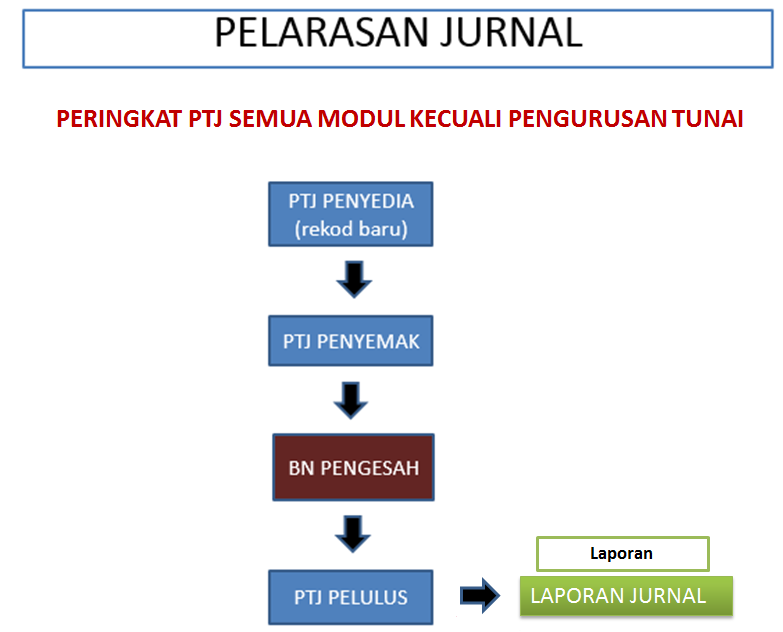 PELARASAN JURNAL
PERINGKAT PTJ SEMUA MODUL KECUALI PENGURUSAN TUNAI
PTJ PENYEDIA
(rekod baru)
PTJ PENYEMAK
BN PENGESAH
PTJ PELULUS
Laporan
LAPORAN JURNAL